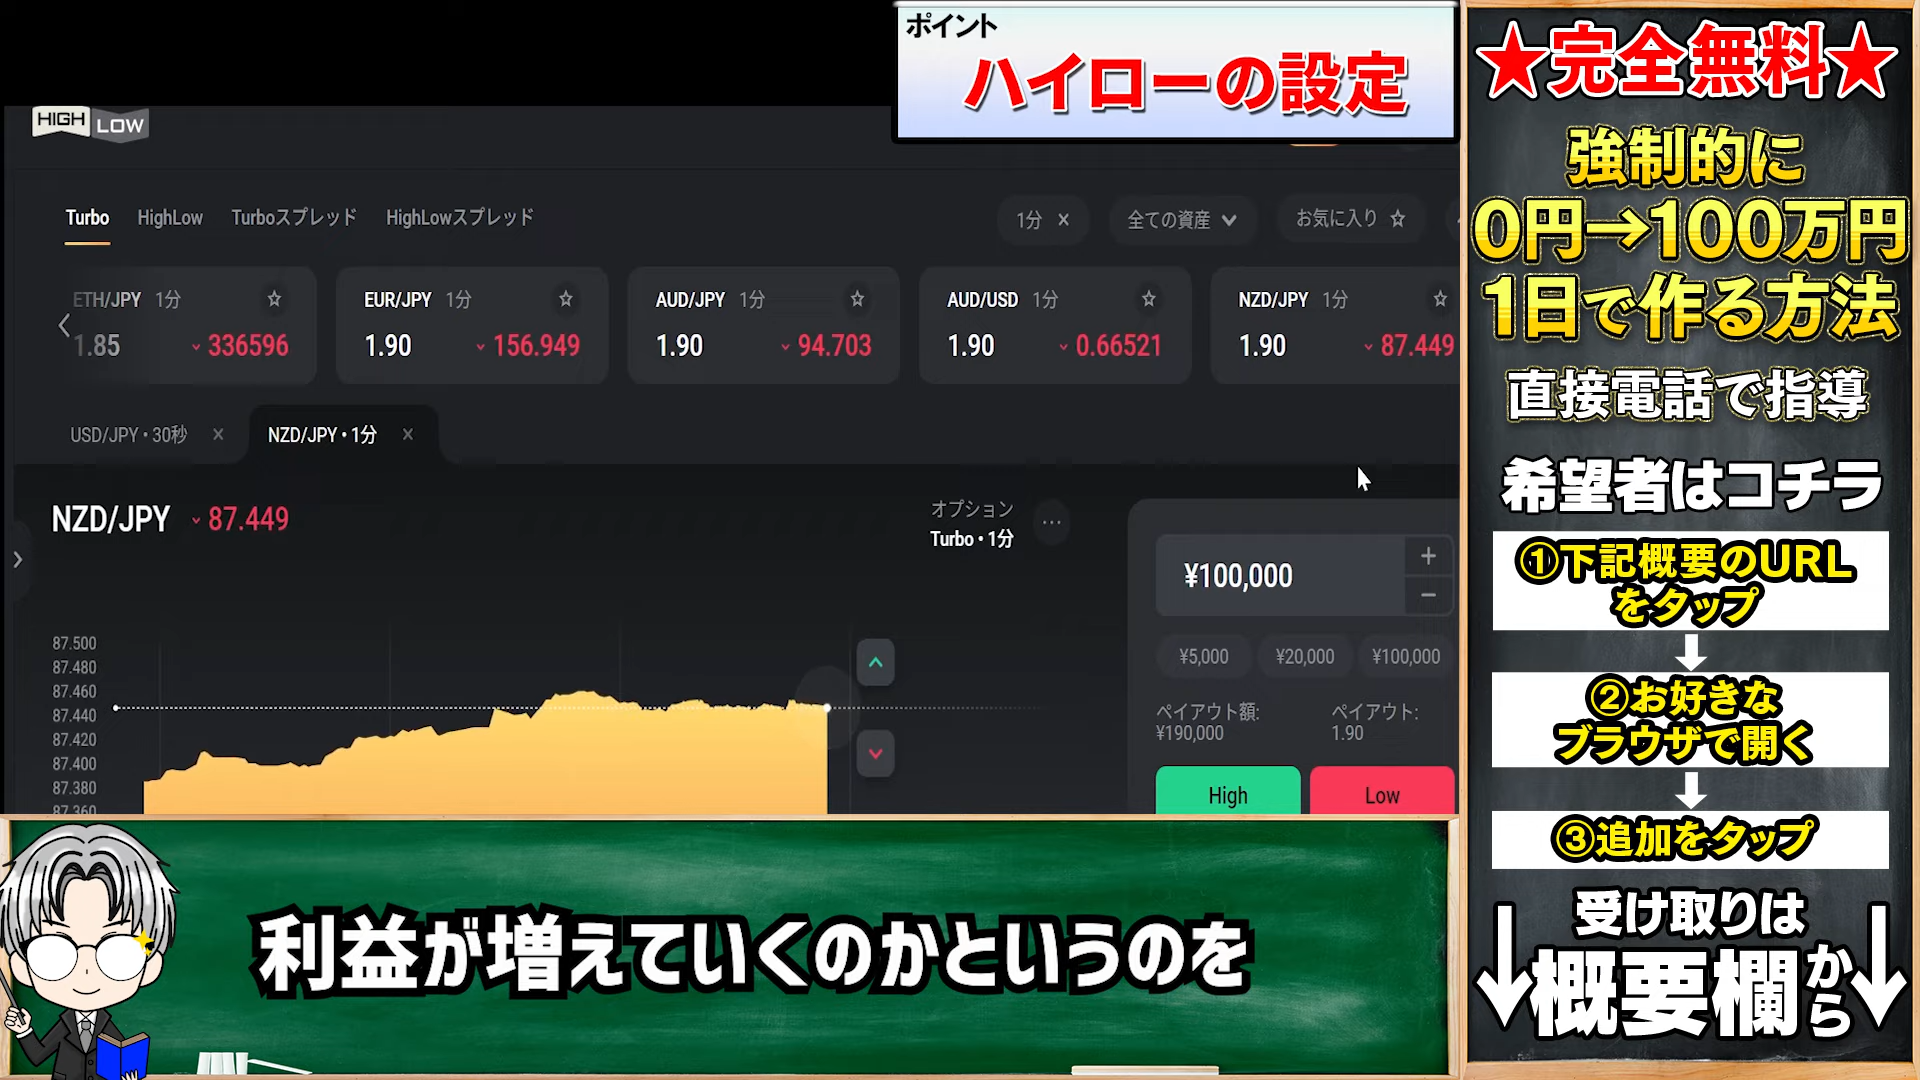 ポイント
ハイローの設定
HIGH LOW
Turbo HighLow Turboスプレッド HighLowスプレッド
1分 × 全ての資産 お気に入り
ETH/JPY 1分
1.85 336596
EUR/JPY 1分
1.90 156.949
AUD/JPY 1分
1.90 94.703
AUD/USD 1分
1.90 0.66521
NZD/JPY 1分
1.90 87.449
USD/JPY • 30秒 ×
NZD/JPY • 1分 ×
NZD/JPY 87.449
オプション
Turbo • 1分
...
¥100,000
+
−
¥5,000 ¥20,000 ¥100,000
ペイアウト額:
¥190,000
ペイアウト:
1.90
High
Low
87.500
87.480
87.460
87.440
87.420
87.400
87.380
87.360
利益が増えていくのかというのを
★完全無料★
強制的に
0円→100万円
1日で作る方法
直接電話で指導
希望者はコチラ
①下記概要のURL
をタップ
②お好きな
ブラウザで開く
③追加をタップ
受け取りは
概要欄から